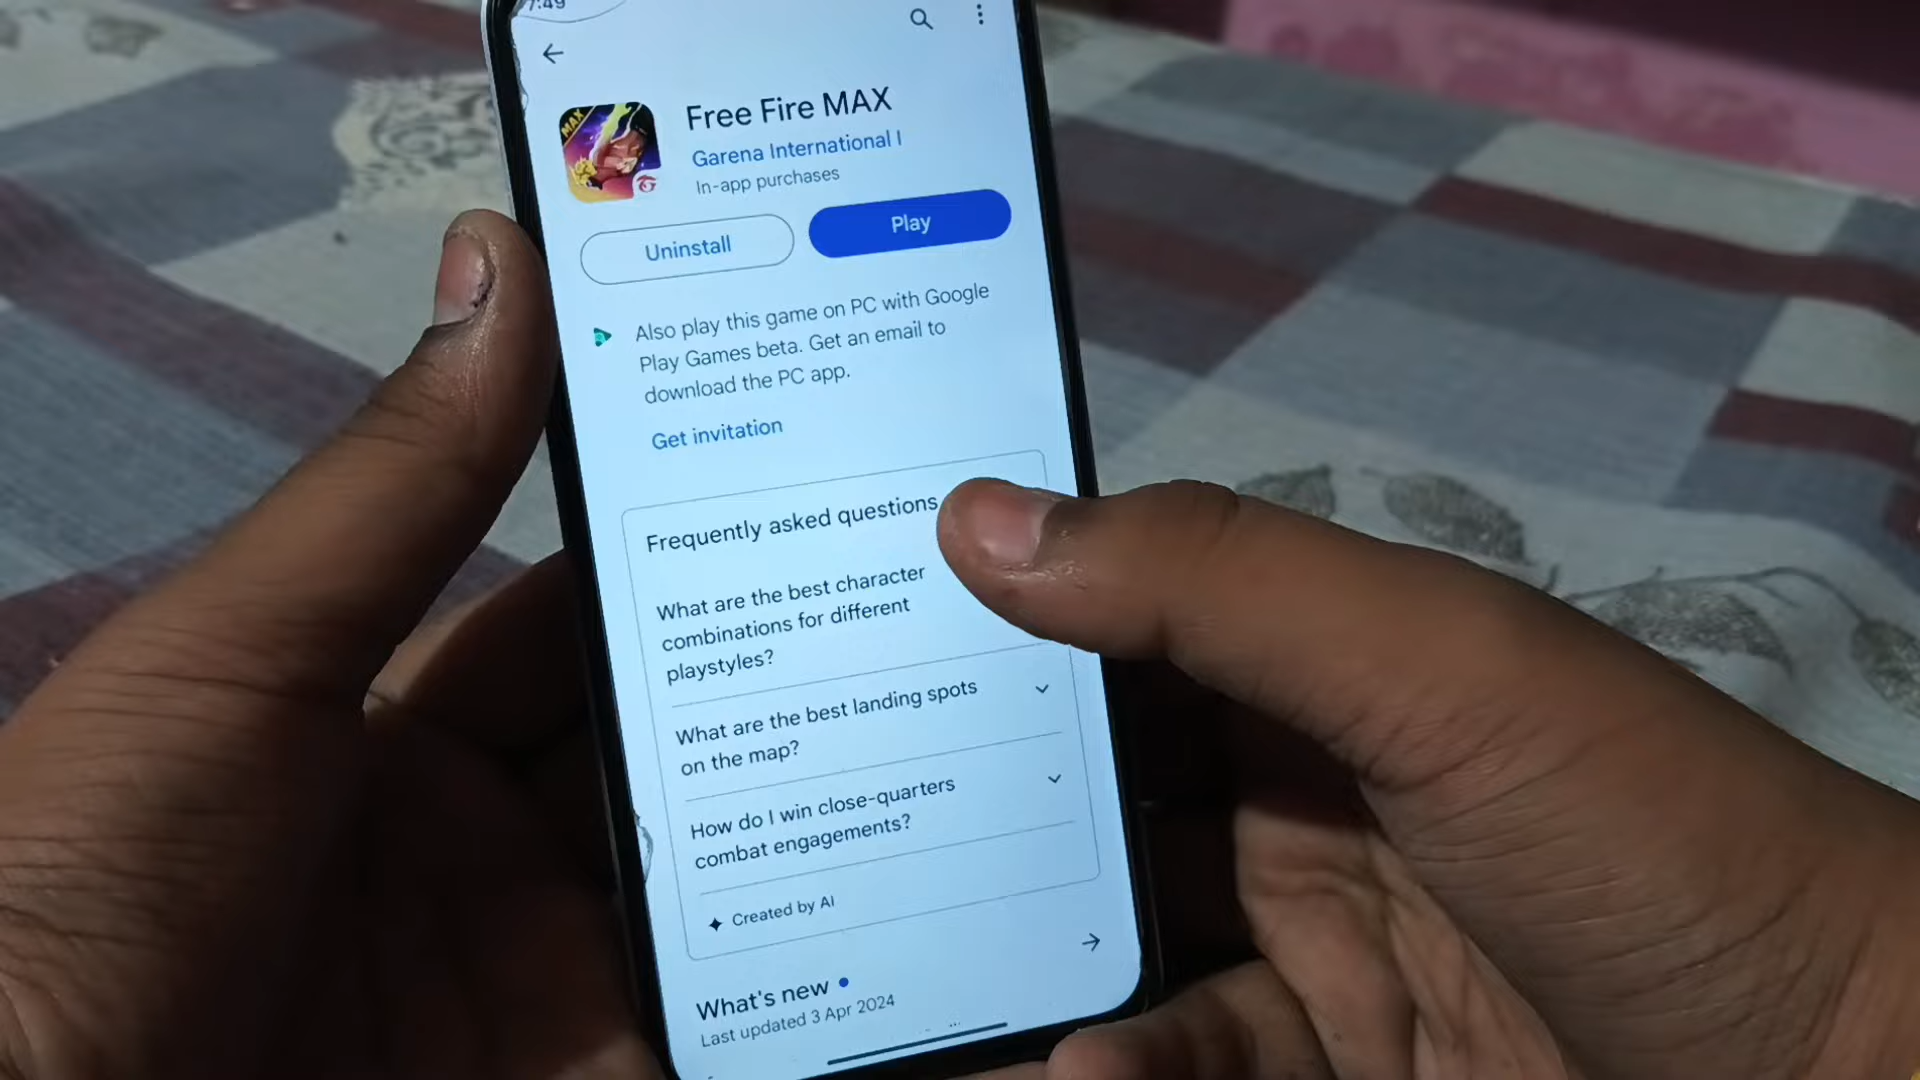 7:49
Free Fire MAX
MAX
Garena International I
In-app purchases
Uninstall
Play
Also play this game on PC with Google
Play Games beta. Get an email to
download the PC app.
Get invitation
Frequently asked questions
What are the best character
combinations for different
playstyles?
What are the best landing spots
on the map?
How do I win close-quarters
combat engagements?
Created by AI
What's new
Last updated 3 Apr 2024